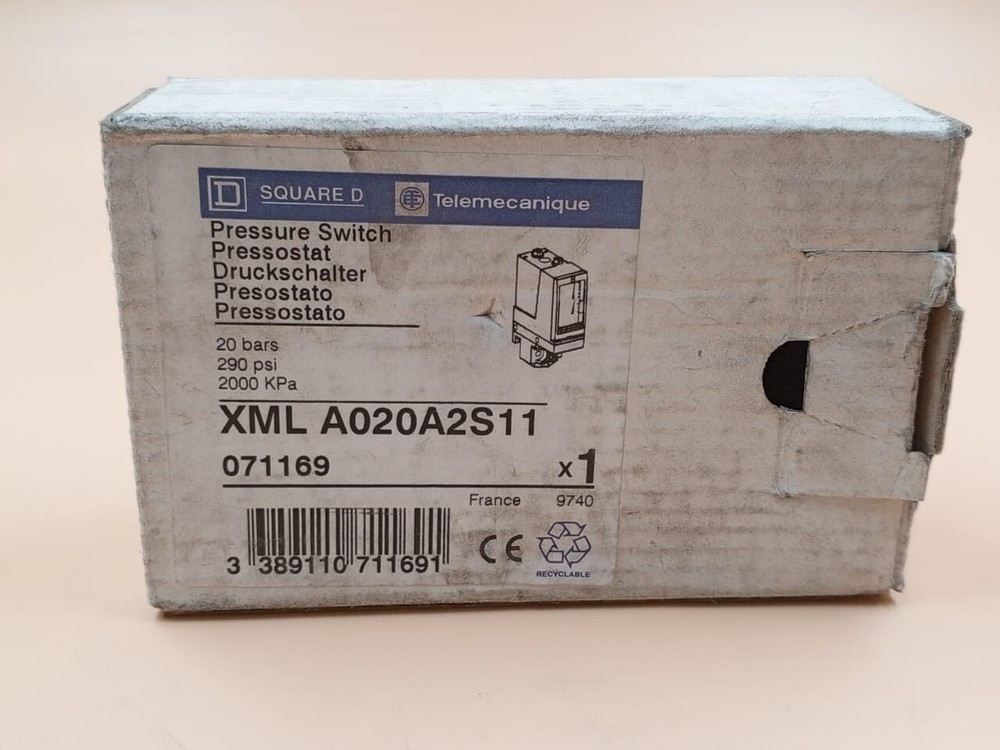 D SQUARE D Telemecanique
Pressure Switch
Pressostat
Druckschalter
Presostato
Pressostato
20 bars
290 psi
2000 KPa
XML A020A2S11
071169 x1
France 9740
3 389110 711691 CE
RECYCLABLE